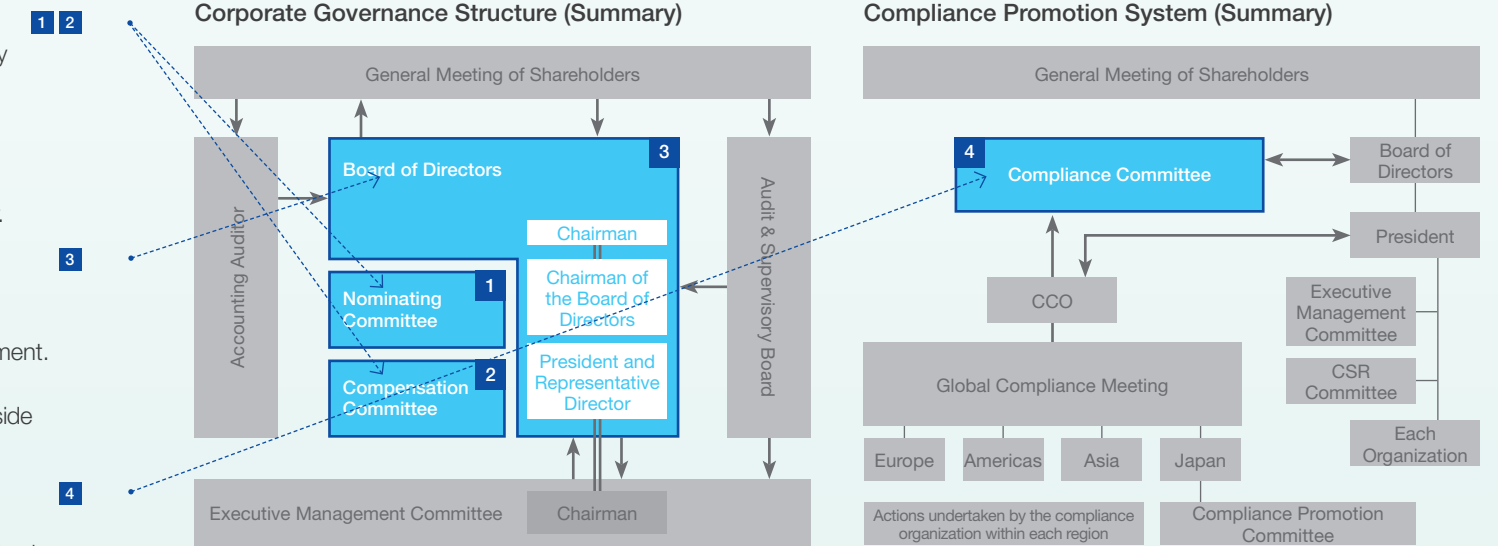 1 2
y
.
3
ment.
side
4
Corporate Governance Structure (Summary)
General Meeting of Shareholders
Accounting Auditor
Board of Directors
3
Chairman
Chairman of
the Board of
Directors
President and
Representative
Director
Nominating
Committee
1
Compensation
Committee
2
Audit & Supervisory Board
Executive Management Committee
Chairman
Compliance Promotion System (Summary)
General Meeting of Shareholders
4
Compliance Committee
Board of
Directors
President
CCO
Executive
Management
Committee
CSR
Committee
Each
Organization
Global Compliance Meeting
Europe
Americas
Asia
Japan
Actions undertaken by the compliance
organization within each region
Compliance Promotion
Committee